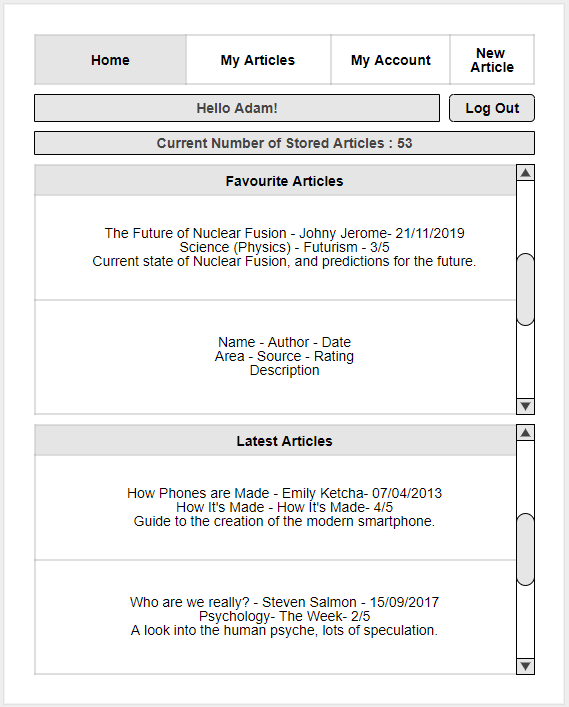 Home
My Articles
My Account
New
Article
Hello Adam!
Log Out
Current Number of Stored Articles : 53
Favourite Articles
The Future of Nuclear Fusion - Johny Jerome- 21/11/2019
Science (Physics) - Futurism - 3/5
Current state of Nuclear Fusion, and predictions for the future.
Name - Author - Date
Area - Source - Rating
Description
Latest Articles
How Phones are Made - Emily Ketcha- 07/04/2013
How It's Made - How It's Made- 4/5
Guide to the creation of the modern smartphone.
Who are we really? - Steven Salmon - 15/09/2017
Psychology- The Week- 2/5
A look into the human psyche, lots of speculation.